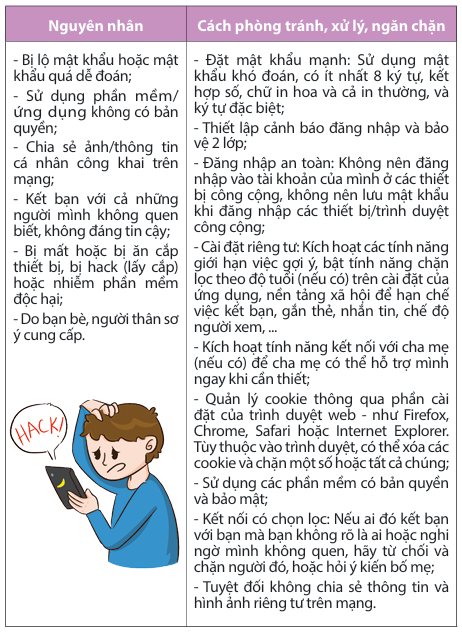 Nguyên nhân
- Bị lộ mật khẩu hoặc mật
khẩu quá dễ đoán;
- Sử dụng phần mềm/
ứng dụng không có bản
quyền;
- Chia sẻ ảnh/thông tin
cá nhân công khai trên
mạng;
- Kết bạn với cả những
người mình không quen
biết, không đáng tin cậy;
- Bị mất hoặc bị ăn cắp
thiết bị, bị hack (lấy cắp)
hoặc nhiễm phần mềm
độc hại;
- Do bạn bè, người thân sơ
ý cung cấp.
HACK!
Cách phòng tránh, xử lý, ngăn chặn
- Đặt mật khẩu mạnh: Sử dụng mật
khẩu khó đoán, có ít nhất 8 ký tự, kết
hợp số, chữ in hoa và cả in thường, và
ký tự đặc biệt;
- Thiết lập cảnh báo đăng nhập và bảo
vệ 2 lớp;
- Đăng nhập an toàn: Không nên đăng
nhập vào tài khoản của mình ở các thiết
bị công cộng, không nên lưu mật khẩu
khi đăng nhập các thiết bị/trình duyệt
công cộng;
- Cài đặt riêng tư: Kích hoạt các tính năng
giới hạn việc gợi ý, bật tính năng chặn
lọc theo độ tuổi (nếu có) trên cài đặt của
ứng dụng, nền tảng xã hội để hạn chế
việc kết bạn, gắn thẻ, nhắn tin, chế độ
người xem, ...
- Kích hoạt tính năng kết nối với cha mẹ
(nếu có) để cha mẹ có thể hỗ trợ mình
ngay khi cần thiết;
- Quản lý cookie thông qua phần cài
đặt của trình duyệt web - như Firefox,
Chrome, Safari hoặc Internet Explorer.
Tùy thuộc vào trình duyệt, có thể xóa các
cookie và chặn một số hoặc tất cả chúng;
- Sử dụng các phần mềm có bản quyền
và bảo mật;
- Kết nối có chọn lọc: Nếu ai đó kết bạn
với bạn mà bạn không rõ là ai hoặc nghi
ngờ mình không quen, hãy từ chối và
chặn người đó, hoặc hỏi ý kiến bố mẹ;
- Tuyệt đối không chia sẻ thông tin và
hình ảnh riêng tư trên mạng.